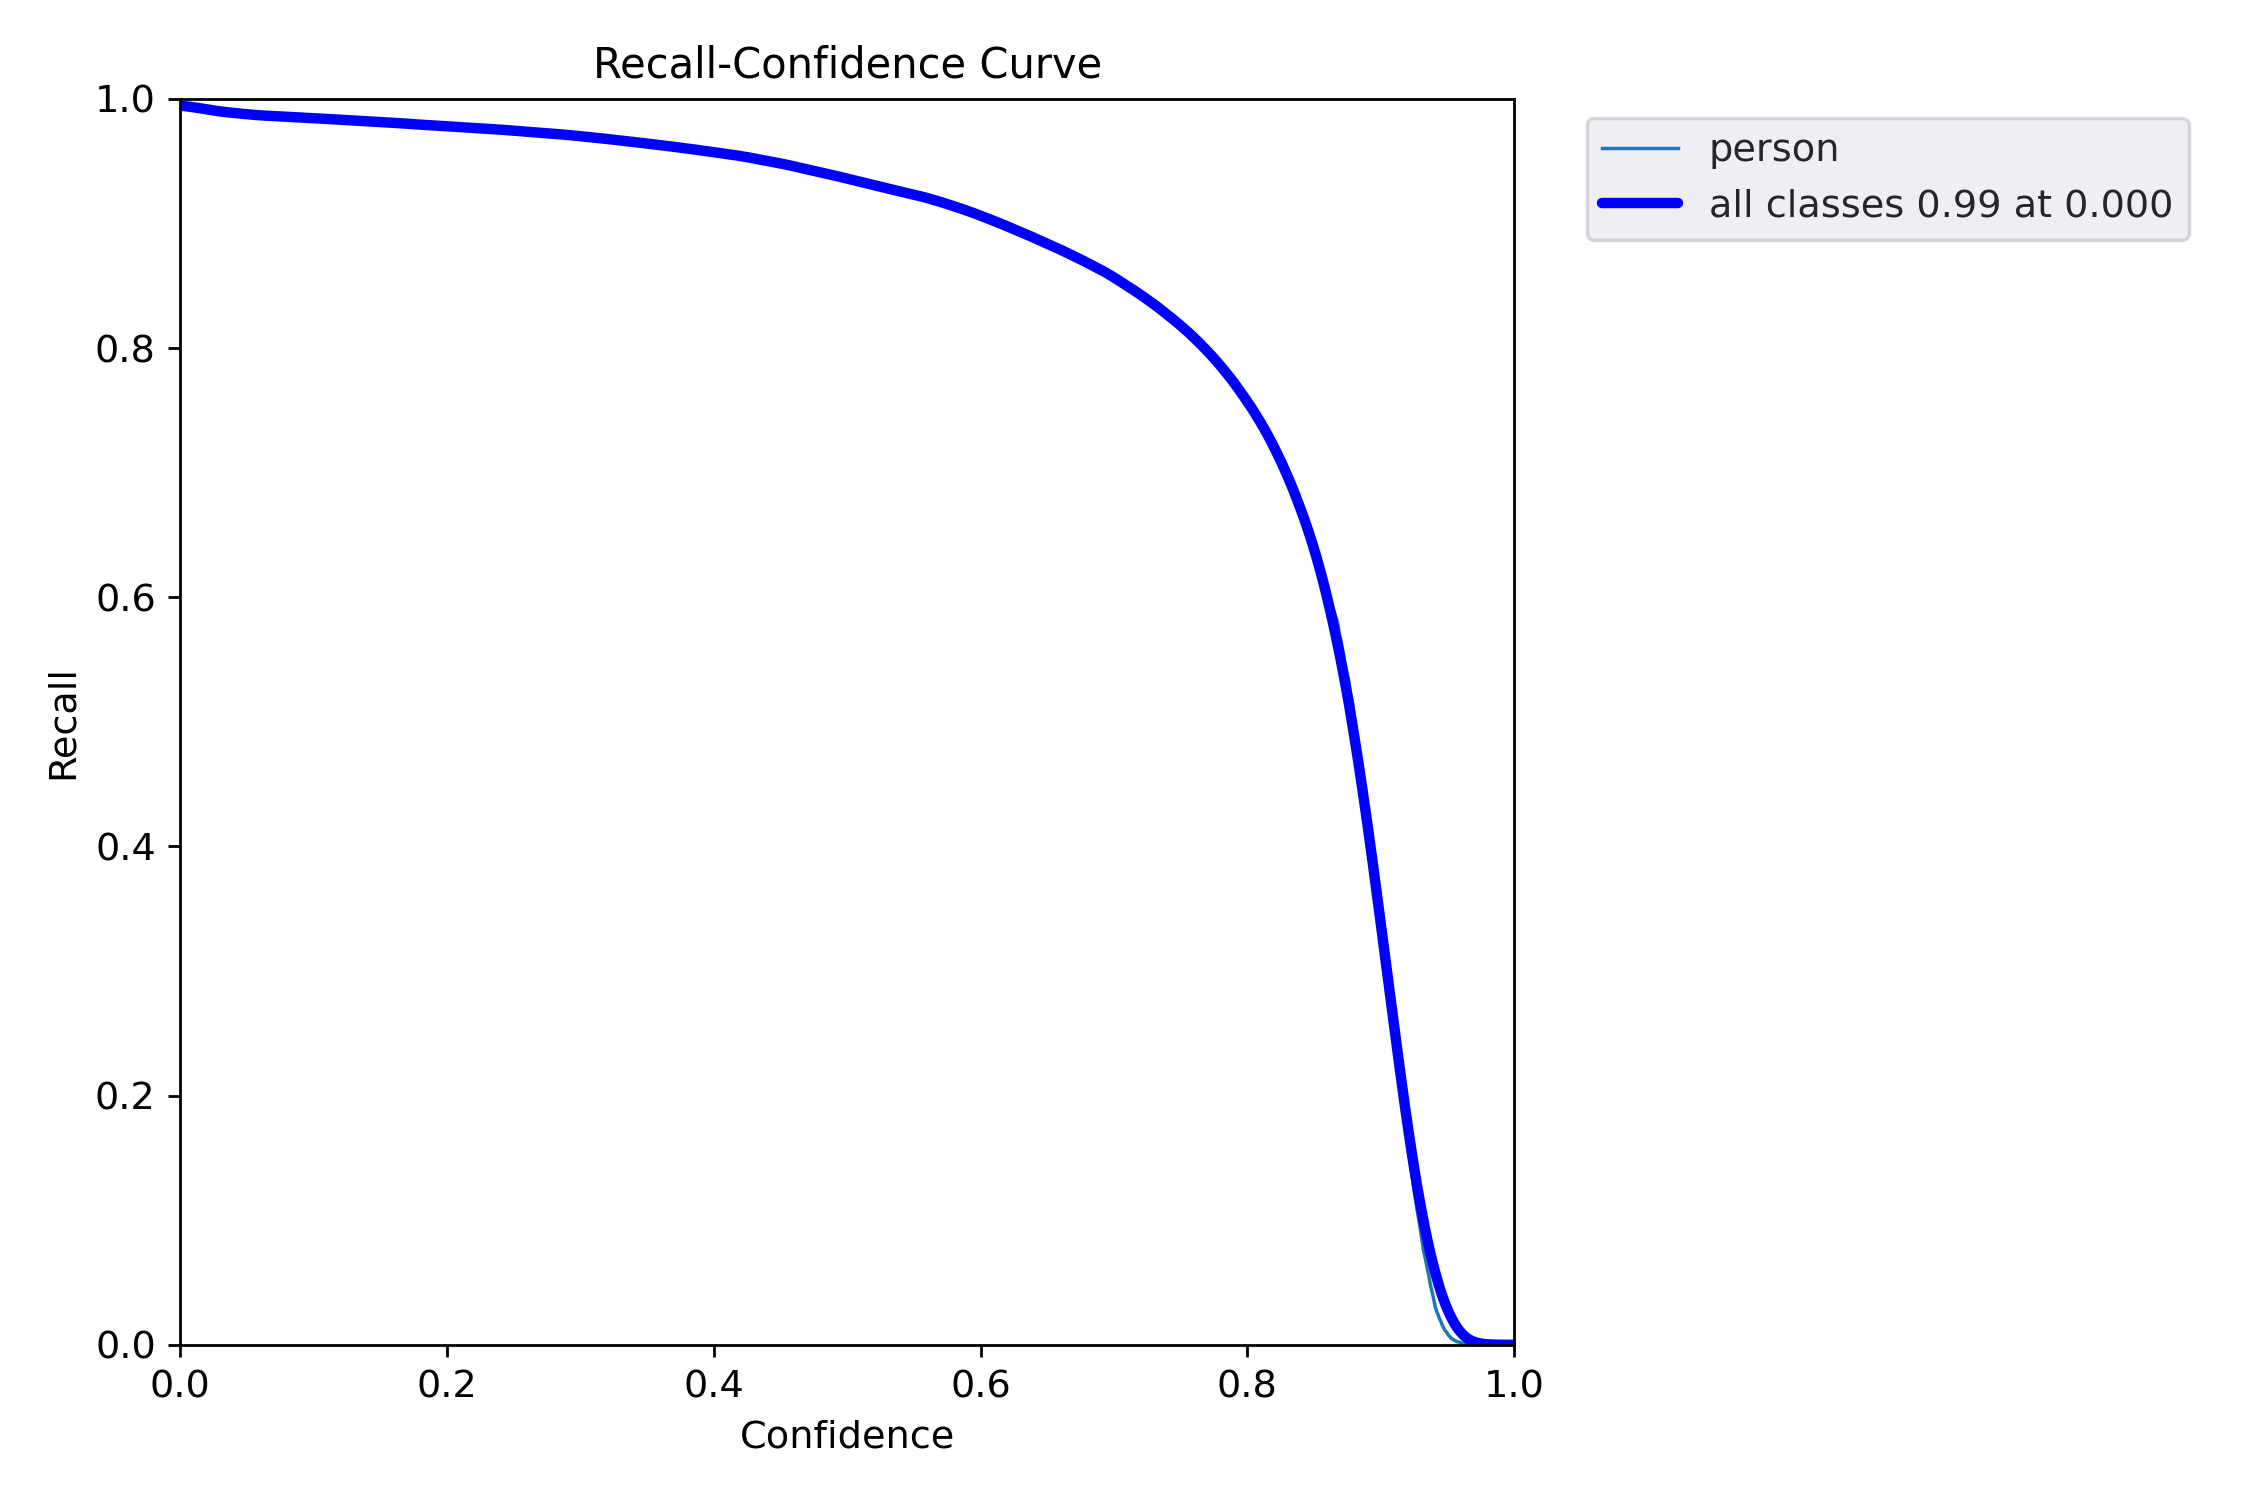 Recall-Confidence Curve
1.0
0.8
0.6
0.4
0.2
0.0
Recall
0.0 0.2 0.4 0.6 0.8 1.0
Confidence
person
all classes 0.99 at 0.000